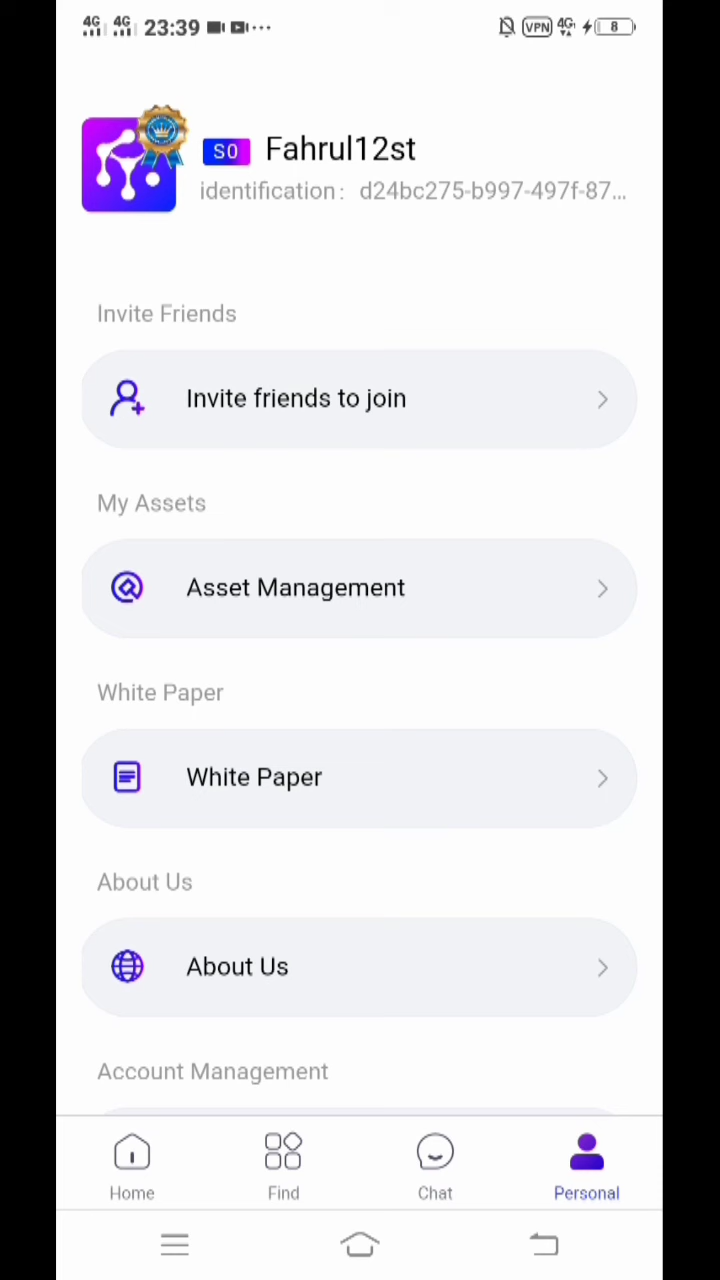 4G 4G 23:39 VPN 4G 8
S0 Fahrul12st
identification: d24bc275-b997-497f-87...
Invite Friends
Invite friends to join
My Assets
Asset Management
White Paper
White Paper
About Us
About Us
Account Management
Home Find Chat Personal